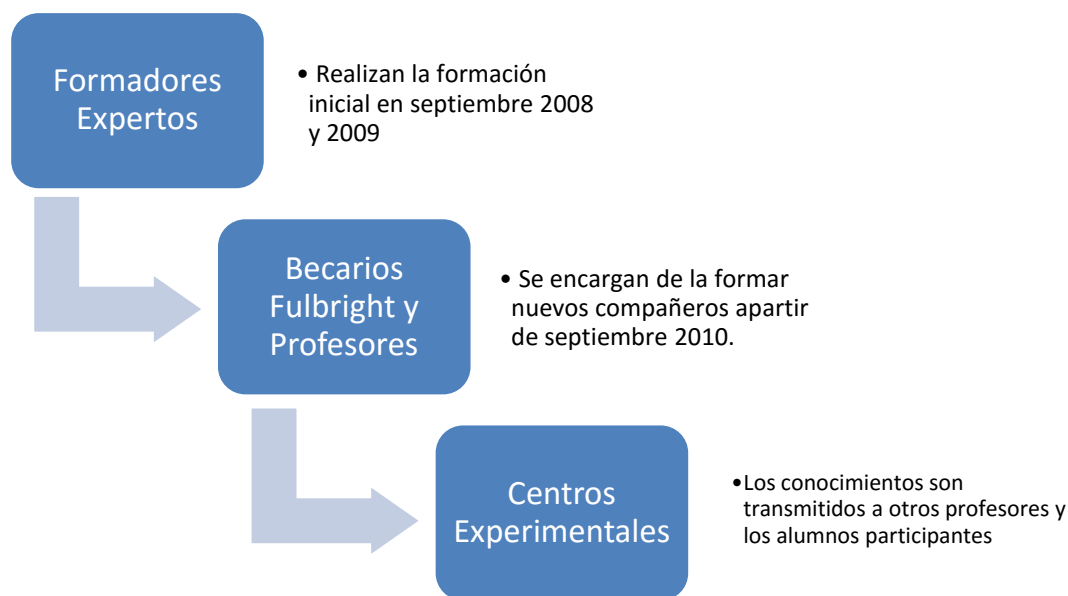 Formadores
Expertos
• Realizan la formación
inicial en septiembre 2008
y 2009
Becarios
Fulbright y
Profesores
• Se encargan de la formar
nuevos compañeros apartir
de septiembre 2010.
Centros
Experimentales
•Los conocimientos son
transmitidos a otros profesores y
los alumnos participantes